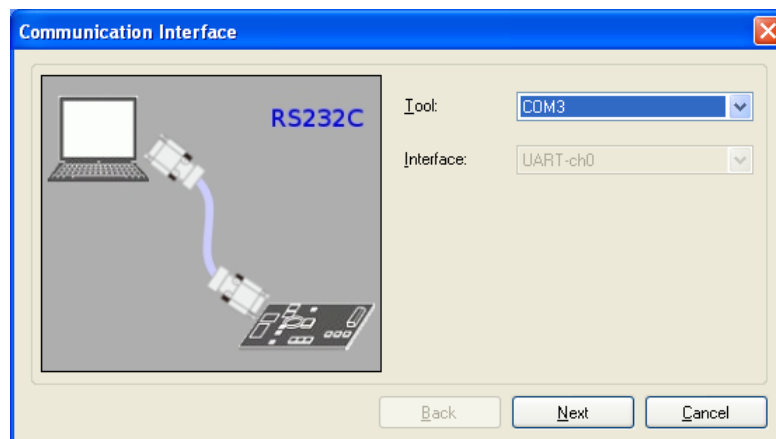 Communication Interface
RS232C
Tool:
COM3
Interface:
UART-ch0
Back
Next
Cancel